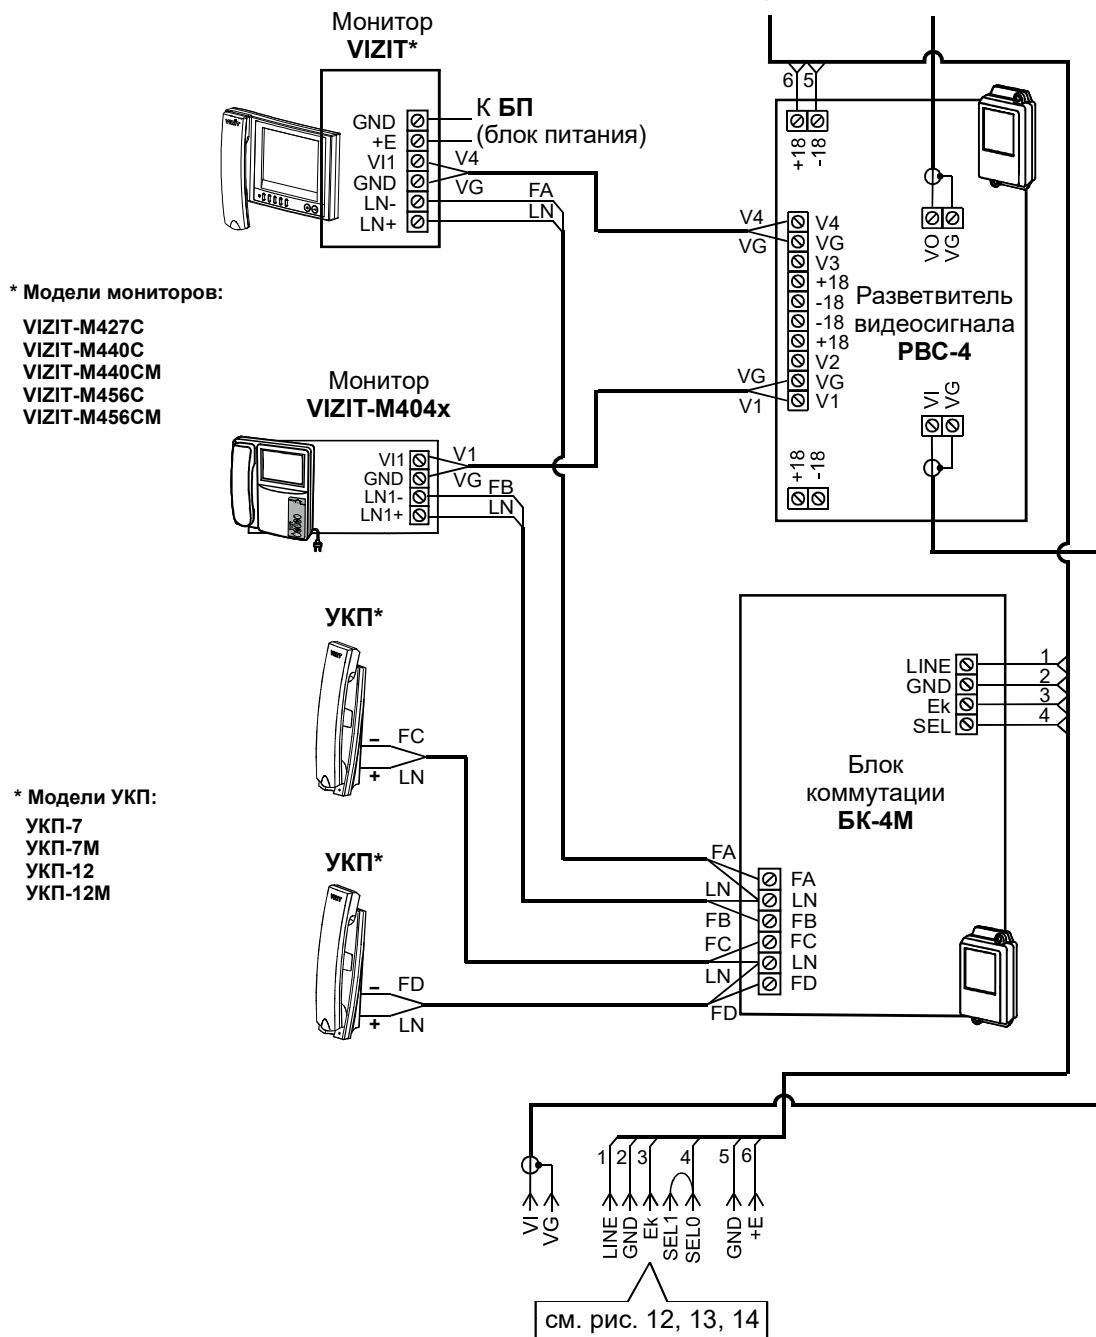 Монитор
VIZIT*
GND
+E
VI1
GND
LN-
LN+
К БП
(блок питания)
V4
VG
FA
LN
6
5
+18
-18
VO
VG
V4
VG
V4
VG
V3
+18
-18
-18
+18
V2
VG
V1
VG
V1
Разветвитель
видеосигнала
РВС-4
VI
VG
+18
-18
* Модели мониторов:
VIZIT-M427C
VIZIT-M440C
VIZIT-M440CM
VIZIT-M456C
VIZIT-M456CM
Монитор
VIZIT-M404x
VI1
GND
LN1-
LN1+
V1
VG
FB
LN
УКП*
–
+
FC
LN
* Модели УКП:
УКП-7
УКП-7М
УКП-12
УКП-12М
УКП*
–
+
FD
LN
LINE
GND
Ek
SEL
1
2
3
4
Блок
коммутации
БК-4М
FA
LN
FB
FC
LN
FD
FA
LN
FB
FC
LN
FD
1
2
3
4
5
6
VI
VG
LINE
GND
Ek
SEL1
SEL0
GND
+E
см. рис. 12, 13, 14